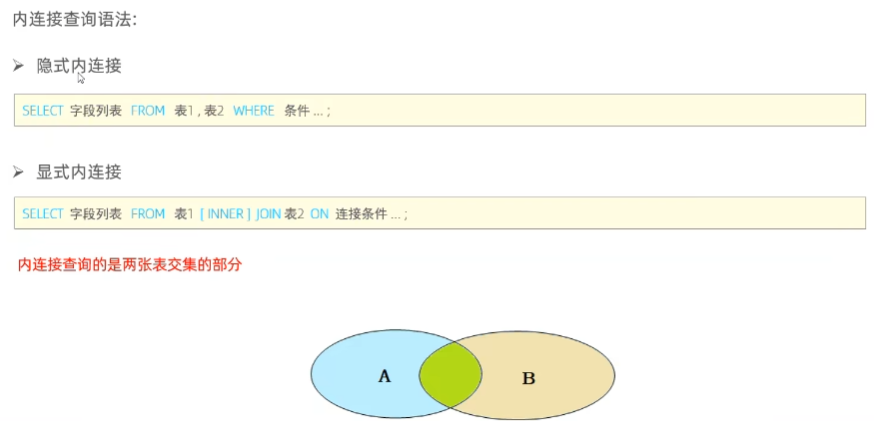 内连接查询语法:
➢ 隐式内连接
SELECT 字段列表 FROM 表1 , 表2 WHERE 条件 ... ;
➢ 显式内连接
SELECT 字段列表 FROM 表1 [ INNER ] JOIN 表2 ON 连接条件 ... ;
内连接查询的是两张表交集的部分
A B